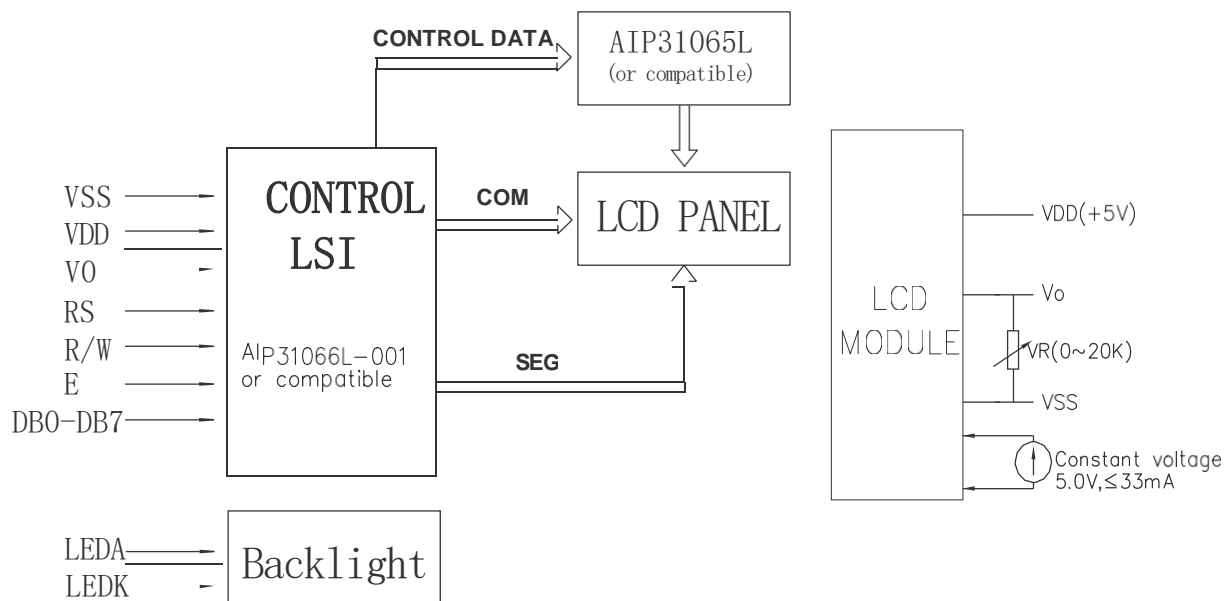 CONTROL DATA
AIP31065L
(or compatible)
VSS
VDD
VO
RS
R/W
E
DB0-DB7
CONTROL
LSI
AIP31066L-001
or compatible
COM
SEG
LCD PANEL
LEDA
LEDK
Backlight
LCD
MODULE
VDD(+5V)
Vo
VR(0~20K)
VSS
Constant voltage
5.0V,≤33mA